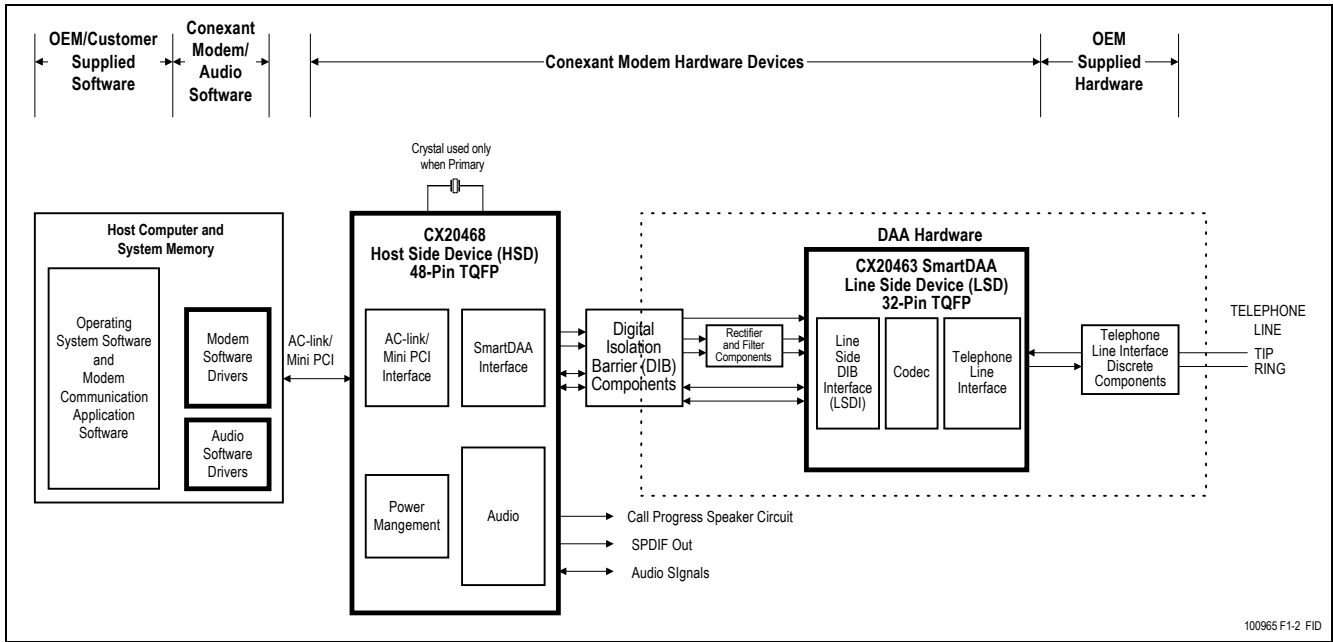 OEM/Customer
Supplied
Software
Conexant
Modem/
Audio
Software
Conexant Modem Hardware Devices
OEM
Supplied
Hardware
Crystal used only
when Primary
Host Computer and
System Memory
Operating
System Software
and
Modem
Communication
Application
Software
Modem
Software
Drivers
Audio
Software
Drivers
AC-link/
Mini PCI
CX20468
Host Side Device (HSD)
48-Pin TQFP
AC-link/
Mini PCI
Interface
SmartDAA
Interface
Power
Mangement
Audio
Digital
Isolation
Barrier (DIB)
Components
Rectifier
and Filter
Components
DAA Hardware
CX20463 SmartDAA
Line Side Device (LSD)
32-Pin TQFP
Line
Side
DIB
Interface
(LSDI)
Codec
Telephone
Line
Interface
Telephone
Line Interface
Discrete
Components
TELEPHONE
LINE
TIP
RING
Call Progress Speaker Circuit
SPDIF Out
Audio SIgnals
100965 F1-2 FID